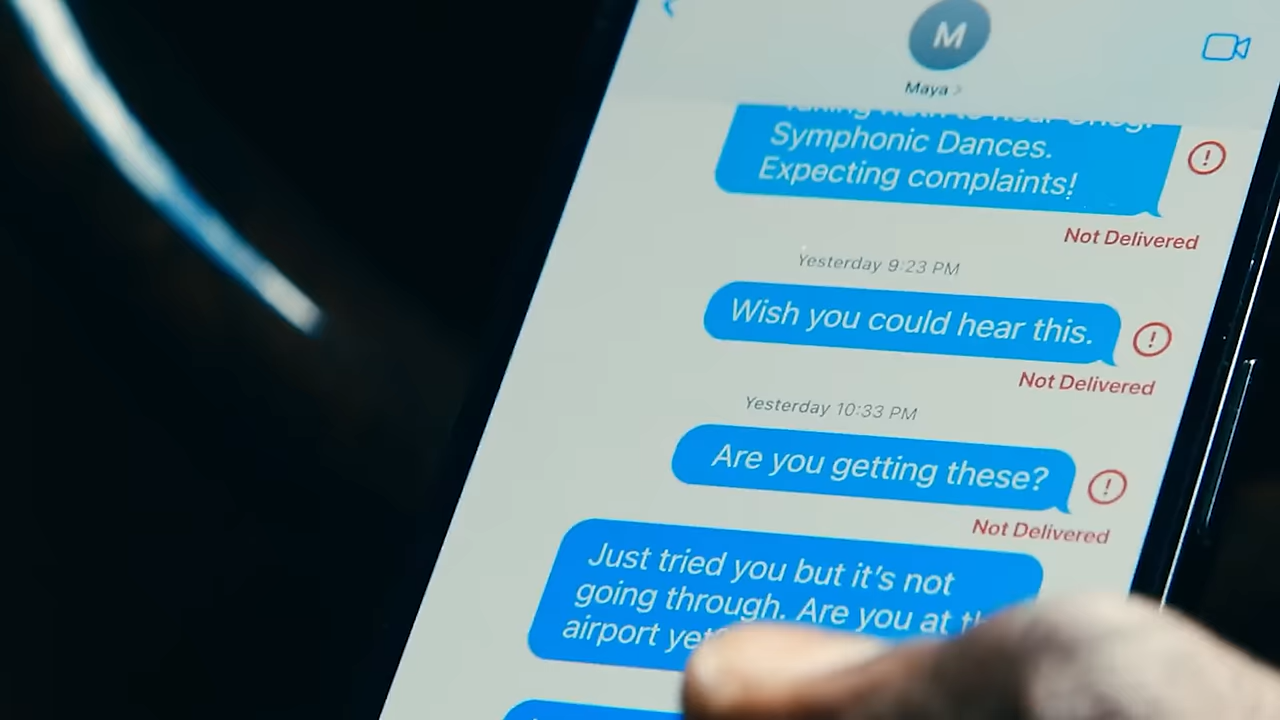 M
Maya >
Symphonic Dances.
Expecting complaints!
Not Delivered
Yesterday 9:23 PM
Wish you could hear this.
Not Delivered
Yesterday 10:33 PM
Are you getting these?
Not Delivered
Just tried you but it's not
going through. Are you at
airport